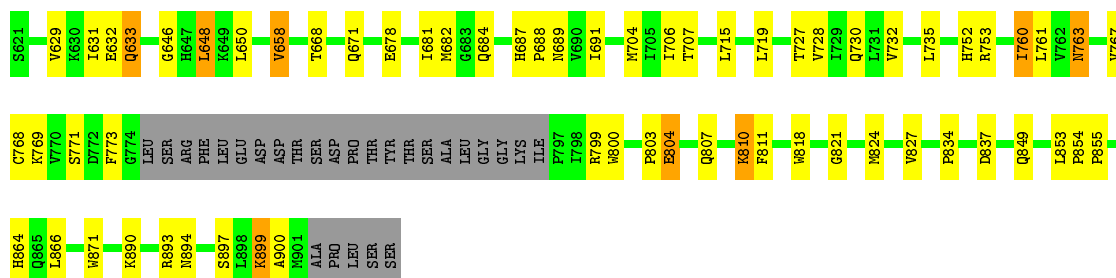 S621 V629 K630 I631 E632 Q633 G646 H647 L648 K649 L650 V658 T668 Q671 E678 I681 M682 G683 Q684 H687 P688 N689 V690 I691 M704 I705 I706 T707 L715 L719 T727 V728 I729 Q730 L731 V732 L735 H752 R753 I760 L761 V762 N763 V767
C768 K769 V770 S771 D772 F773 G774 LEU SER ARG PHE LEU GLU ASP ASP THR SER ASP PRO THR TYR THR SER ALA LEU GLY GLY LYS ILE P797 I798 R799 W800 P803 E804 Q807 K810 F811 W818 G821 M824 V827 P834 D837 Q849 L853 P854 P855
H864 Q865 L866 W871 K890 R893 N894 S897 L898 K899 A900 M901 ALA PRO LEU SER SER